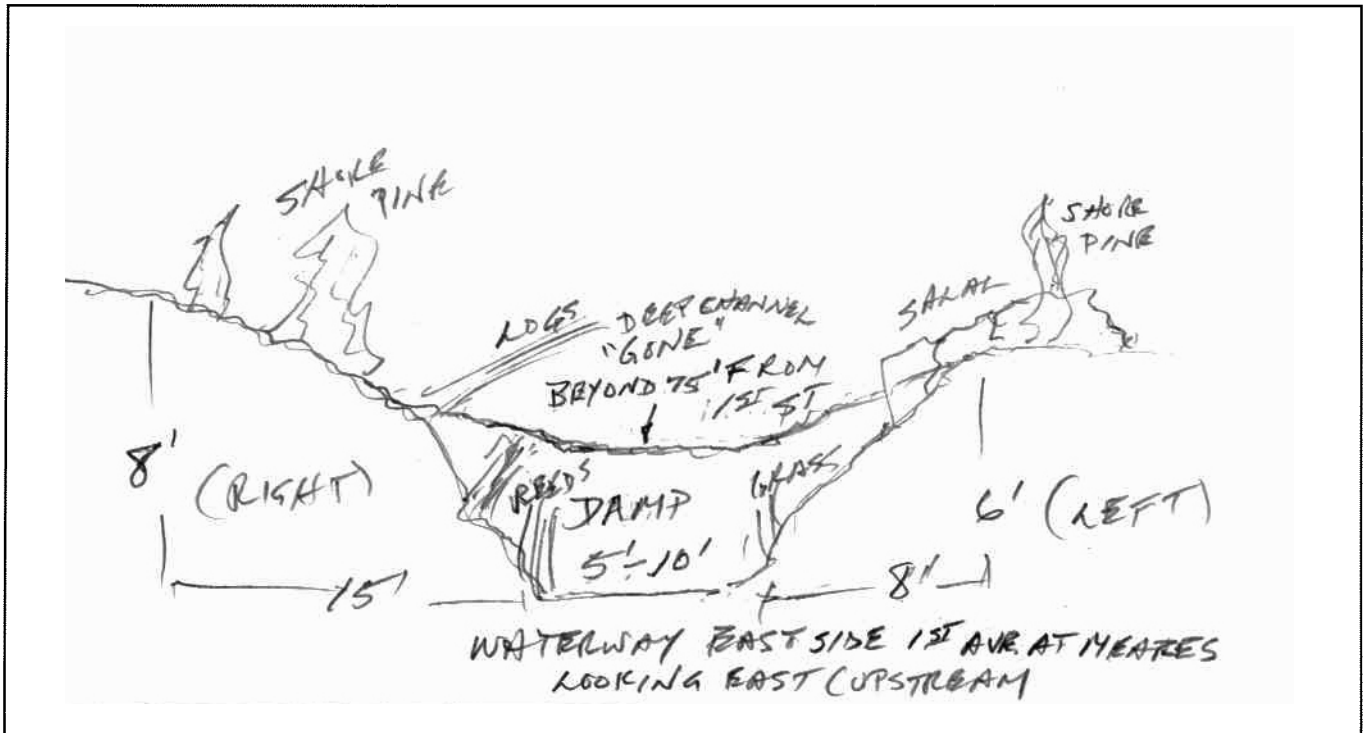 SHORE
PINE
SHORE
PINE
SALAL
LOGS
DEEP CHANNEL
"GONE"
BEYOND 75' FROM
1ST ST
8'
(RIGHT)
REEDS
DAMP
5'-10'
GRASS
6' (LEFT)
15'
8'
WATERWAY EAST SIDE 1ST AVE. AT MEARES
LOOKING EAST (UPSTREAM